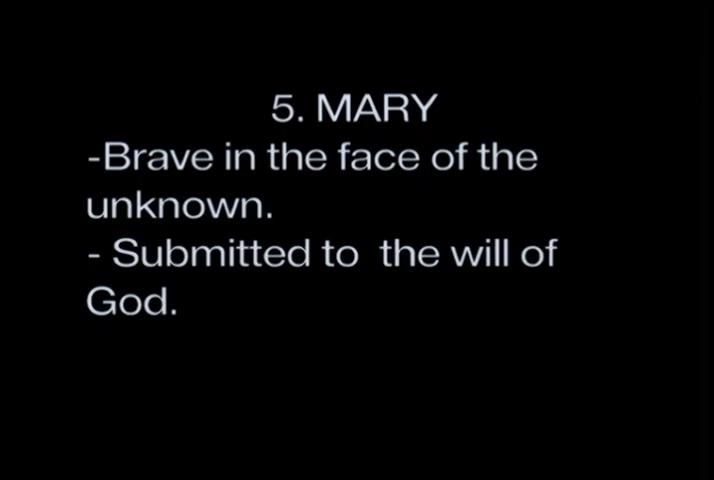 5. MARY
-Brave in the face of the
unknown.
- Submitted to  the will of
God.